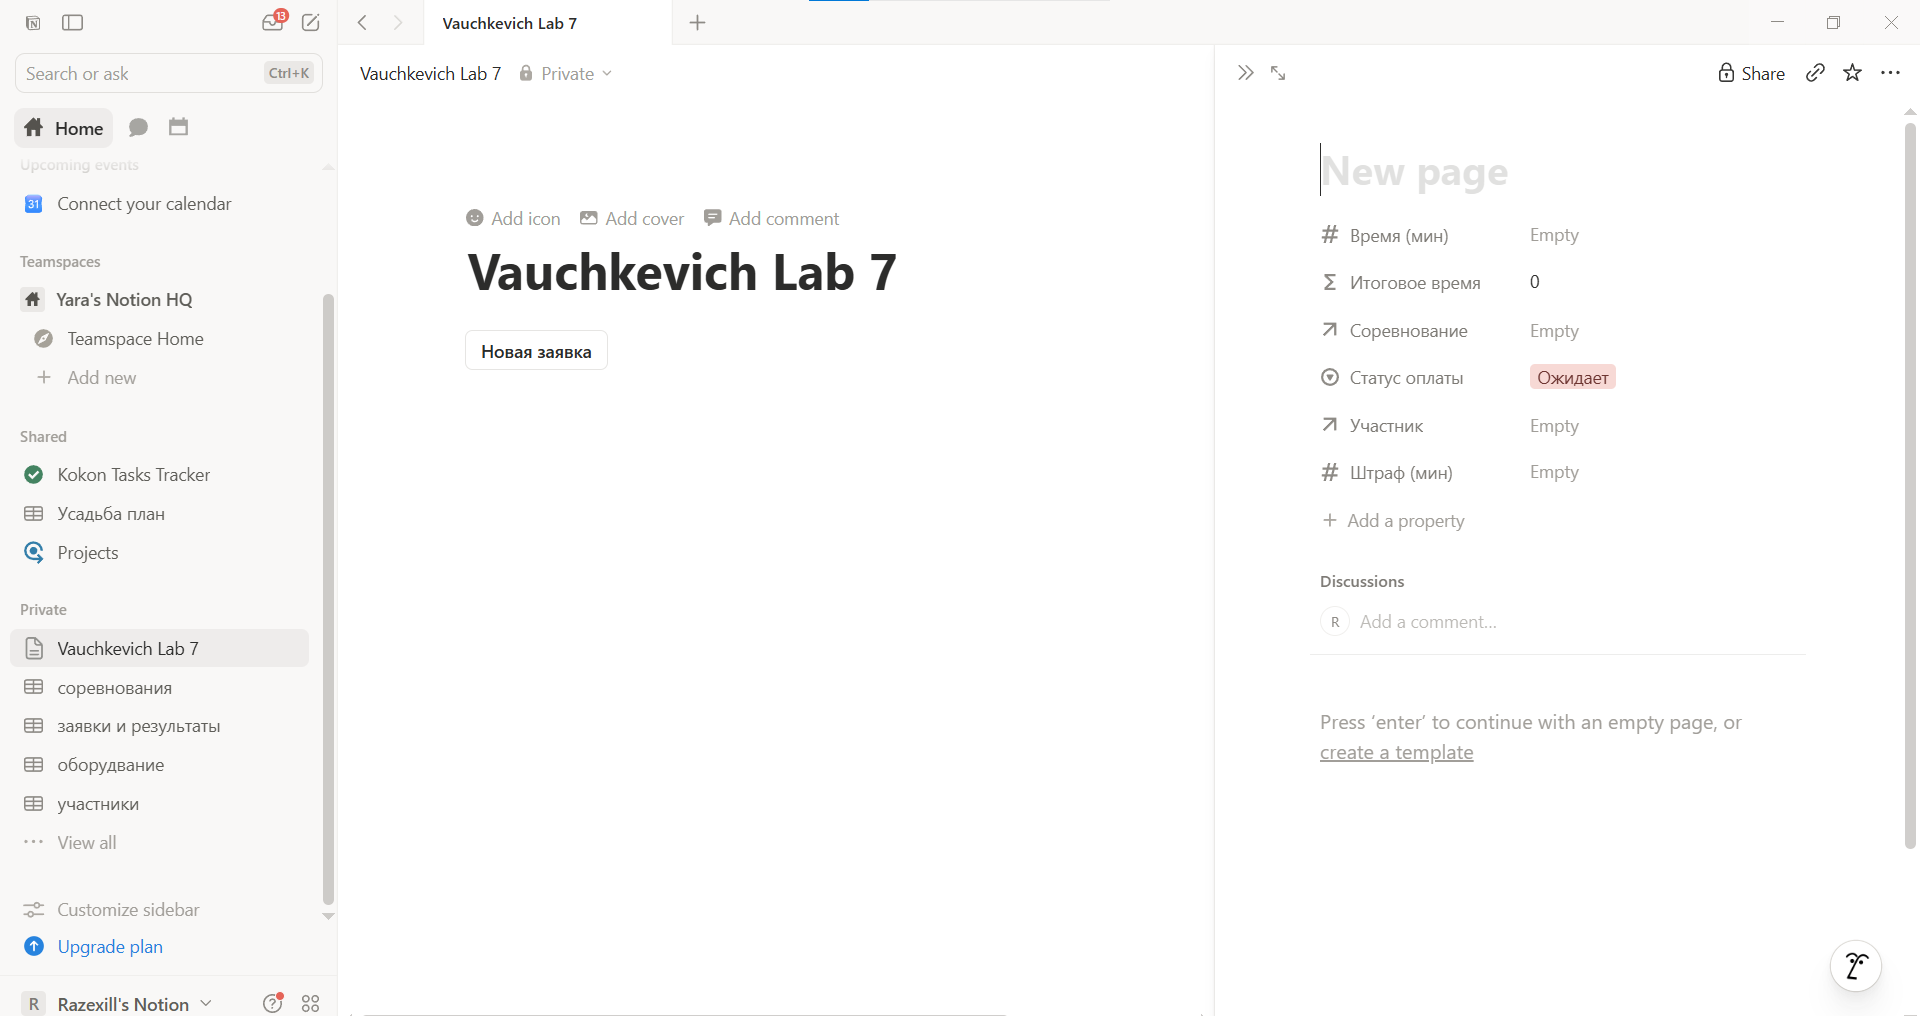 13
Vauchkevich Lab 7
Search or ask
Ctrl+K
Home
Upcoming events
31
Connect your calendar
Teamspaces
Yara's Notion HQ
Teamspace Home
Add new
Shared
Kokon Tasks Tracker
Усадьба план
Projects
Private
Vauchkevich Lab 7
соревнования
заявки и результаты
оборудвание
участники
View all
Customize sidebar
Upgrade plan
R Razexill's Notion
Vauchkevich Lab 7 Private
Add icon Add cover Add comment
Vauchkevich Lab 7
Новая заявка
Share
New page
Время (мин) Empty
Итоговое время 0
Соревнование Empty
Статус оплаты Ожидает
Участник Empty
Штраф (мин) Empty
Add a property
Discussions
R Add a comment...
Press ‘enter’ to continue with an empty page, or
create a template